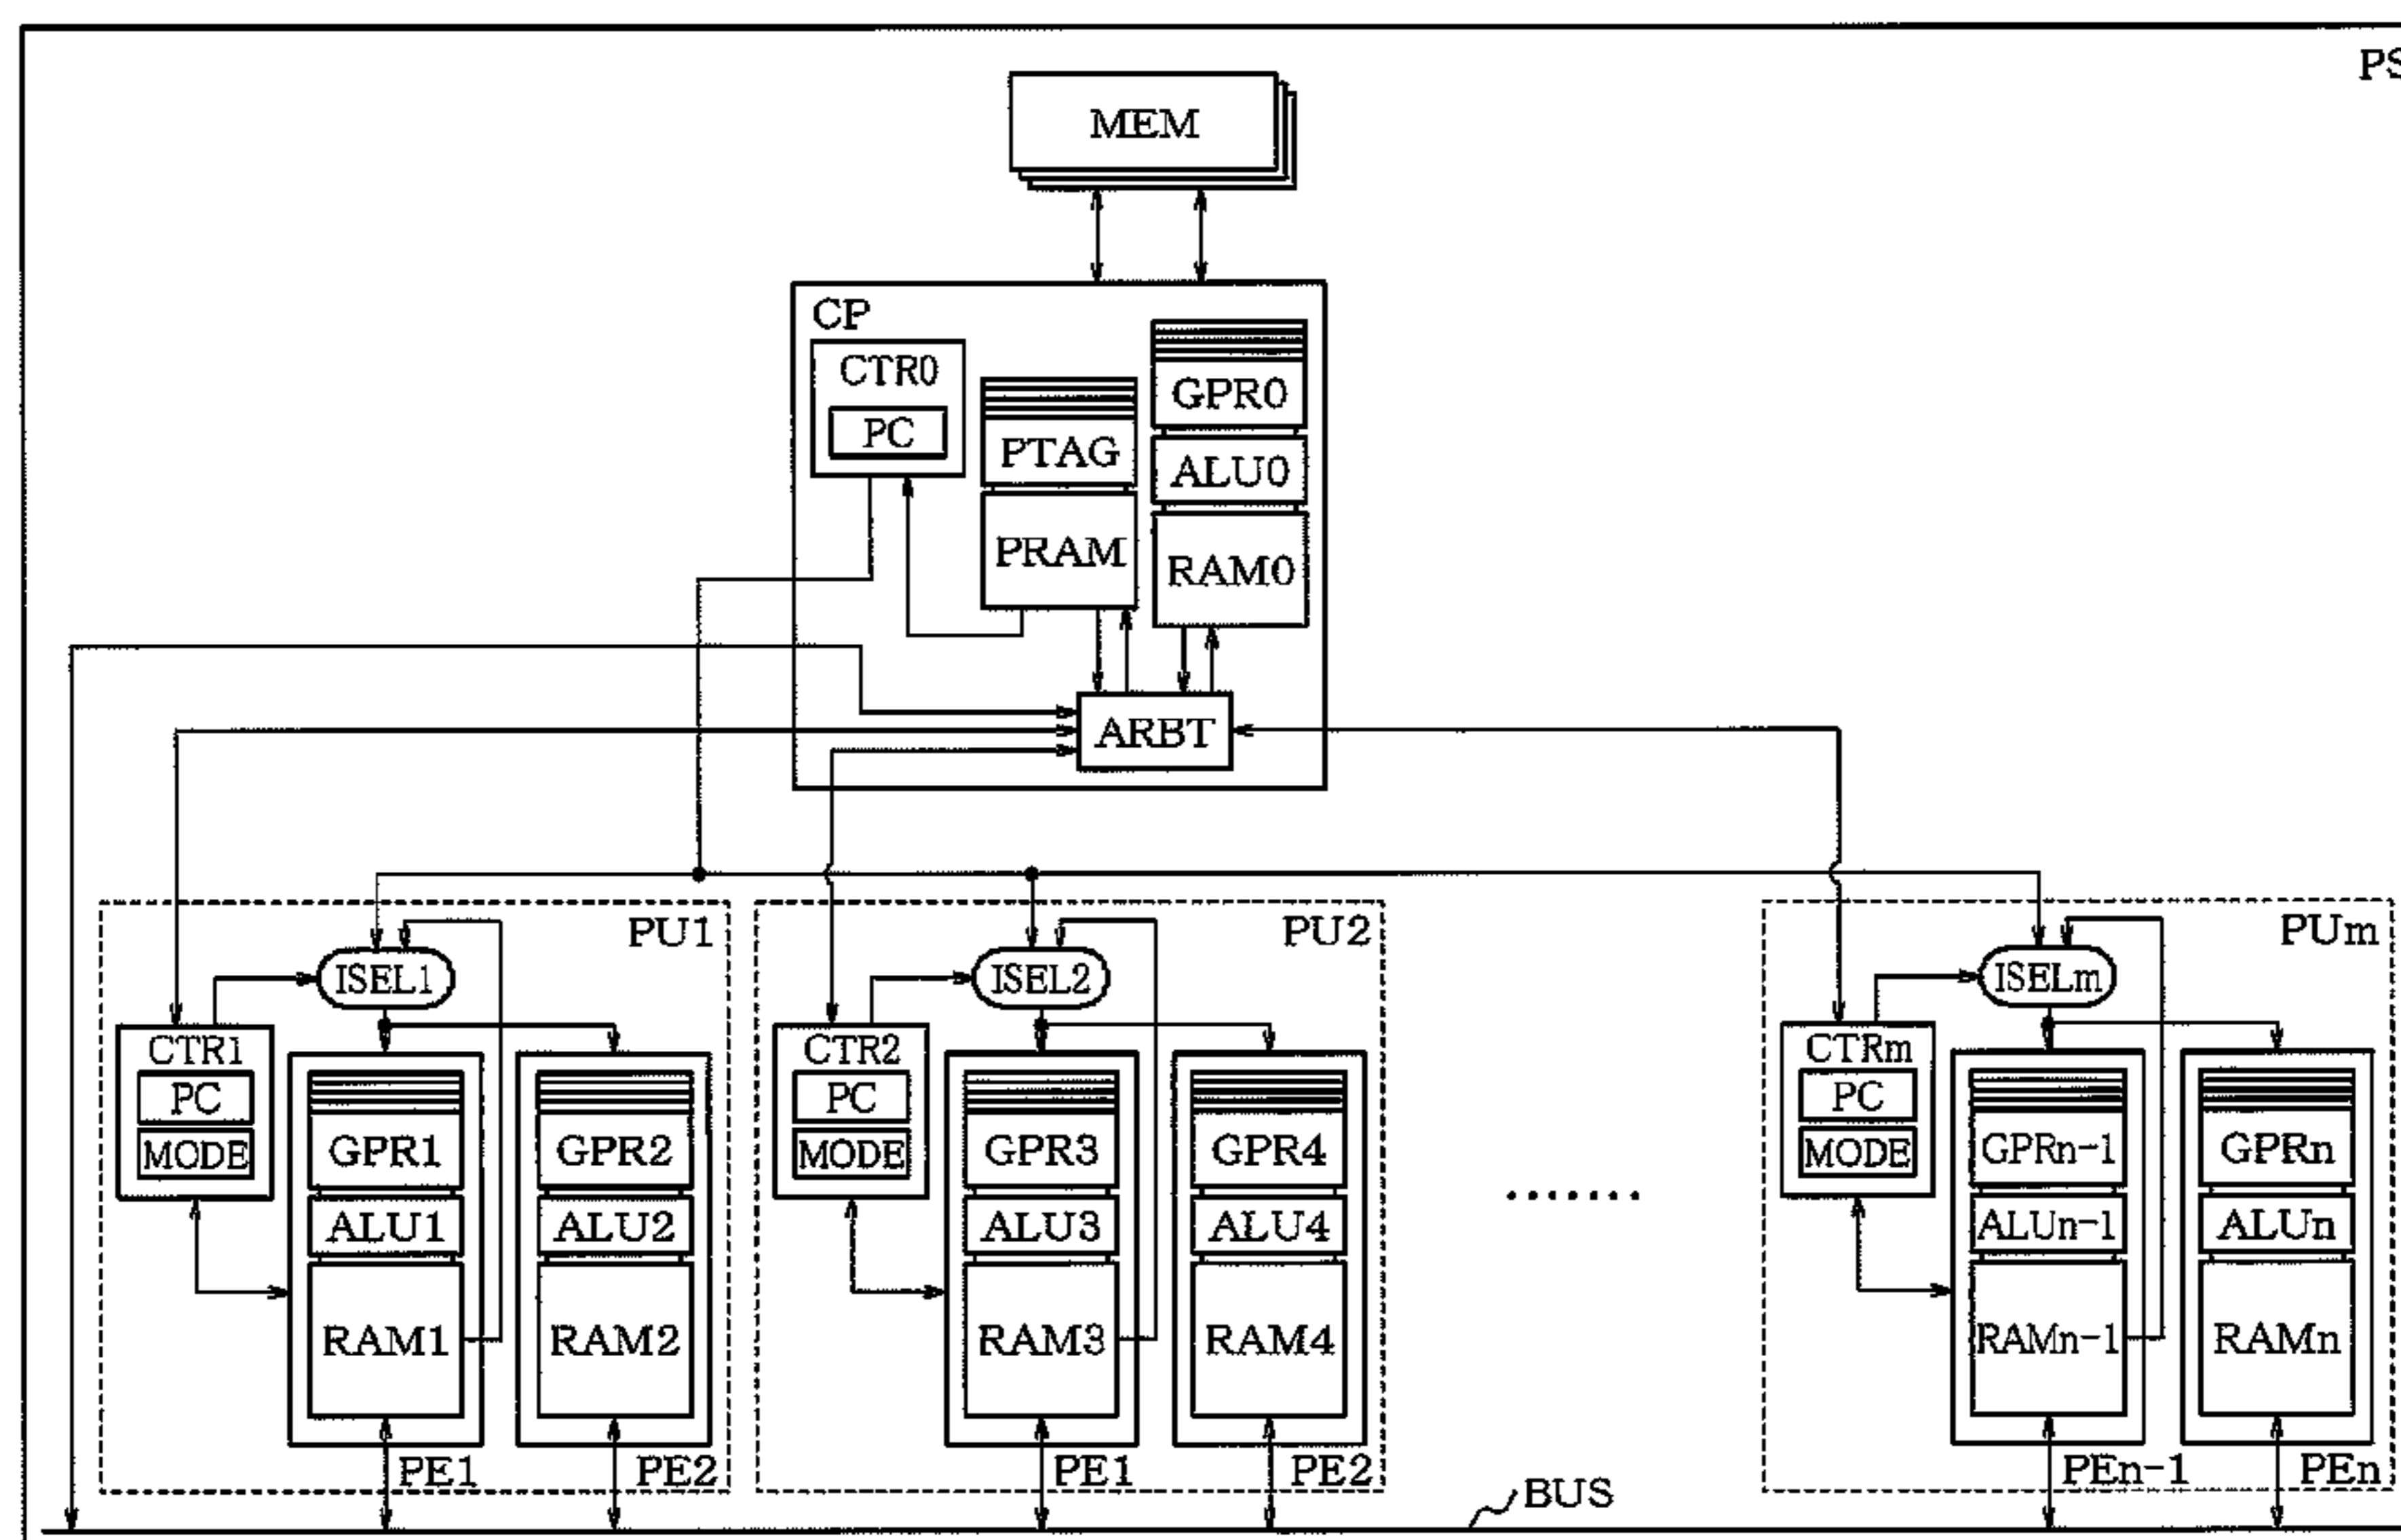 PS
MEM
CP
CTR0
PC
PTAG
PRAM
GPR0
ALU0
RAM0
ARBT
PU1
ISEL1
CTR1
PC
MODE
GPR1
ALU1
RAM1
GPR2
ALU2
RAM2
PE1
PE2
PU2
ISEL2
CTR2
PC
MODE
GPR3
ALU3
RAM3
GPR4
ALU4
RAM4
PE1
PE2
.......
PUm
ISELm
CTRm
PC
MODE
GPRn-1
ALUn-1
RAMn-1
GPRn
ALUn
RAMn
PEn-1
PEn
BUS